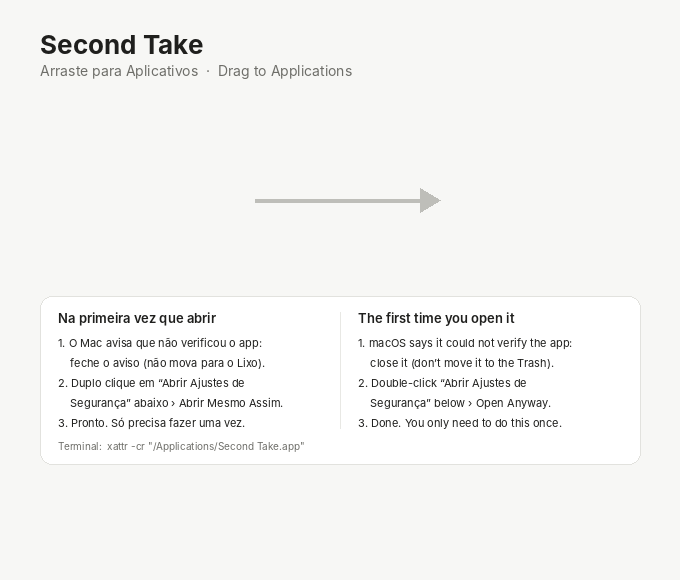 Second Take
Arraste para Aplicativos · Drag to Applications
Na primeira vez que abrir
1. O Mac avisa que não verificou o app:
feche o aviso (não mova para o Lixo).
2. Duplo clique em “Abrir Ajustes de
Segurança” abaixo › Abrir Mesmo Assim.
3. Pronto. Só precisa fazer uma vez.
Terminal: xattr -cr "/Applications/Second Take.app"
The first time you open it
1. macOS says it could not verify the app:
close it (don’t move it to the Trash).
2. Double-click “Abrir Ajustes de
Segurança” below › Open Anyway.
3. Done. You only need to do this once.